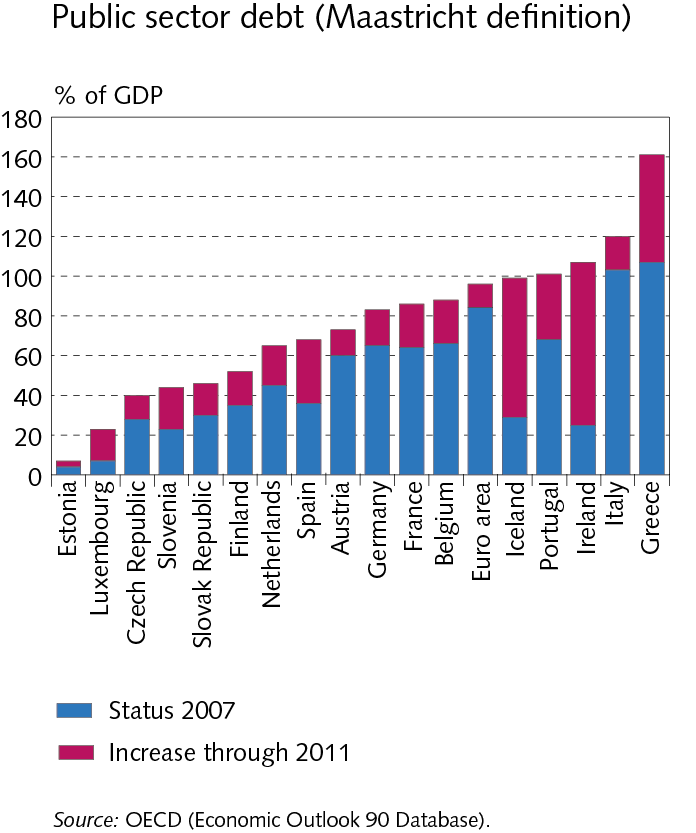 Public sector debt (Maastricht definition)
% of GDP
180
160
140
120
100
80
60
40
20
0
Estonia
Luxembourg
Czech Republic
Slovenia
Slovak Republic
Finland
Netherlands
Spain
Austria
Germany
France
Belgium
Euro area
Iceland
Portugal
Ireland
Italy
Greece
Status 2007
Increase through 2011
Source: OECD (Economic Outlook 90 Database).